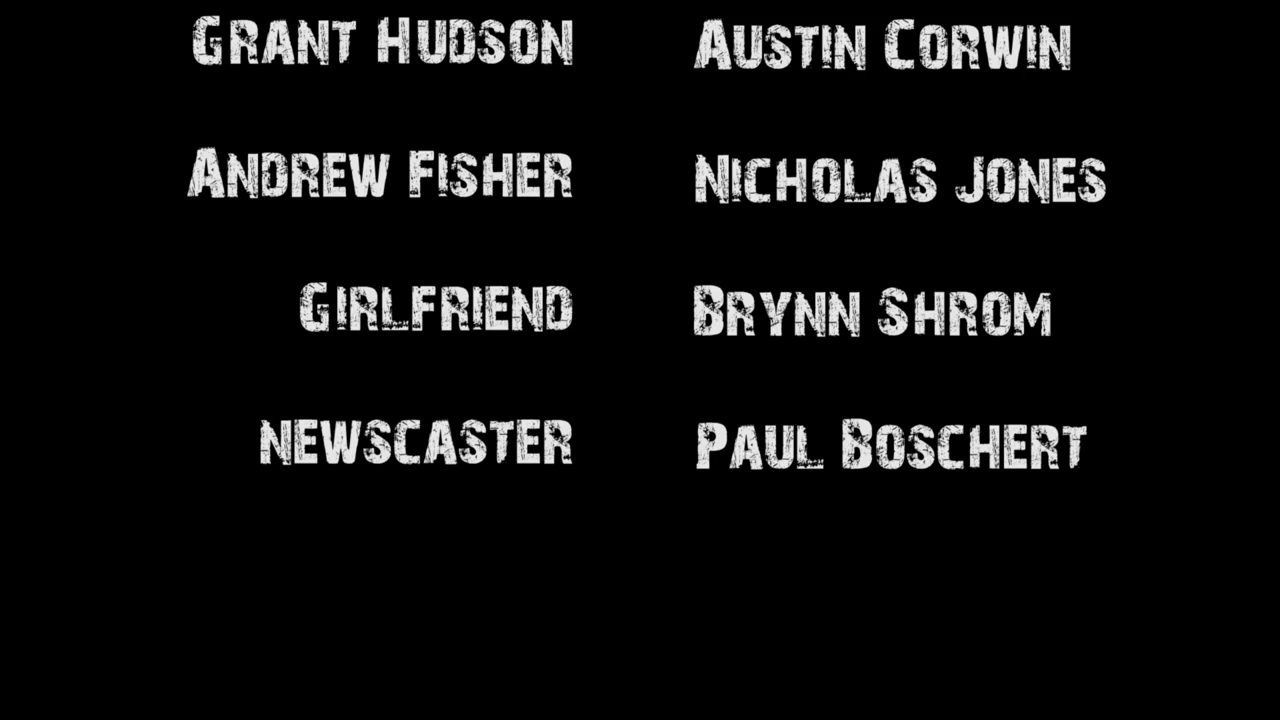 Grant Hudson Austin Corwin
Andrew Fisher Nicholas Jones
Girlfriend Brynn Shrom
newscaster Paul Boschert